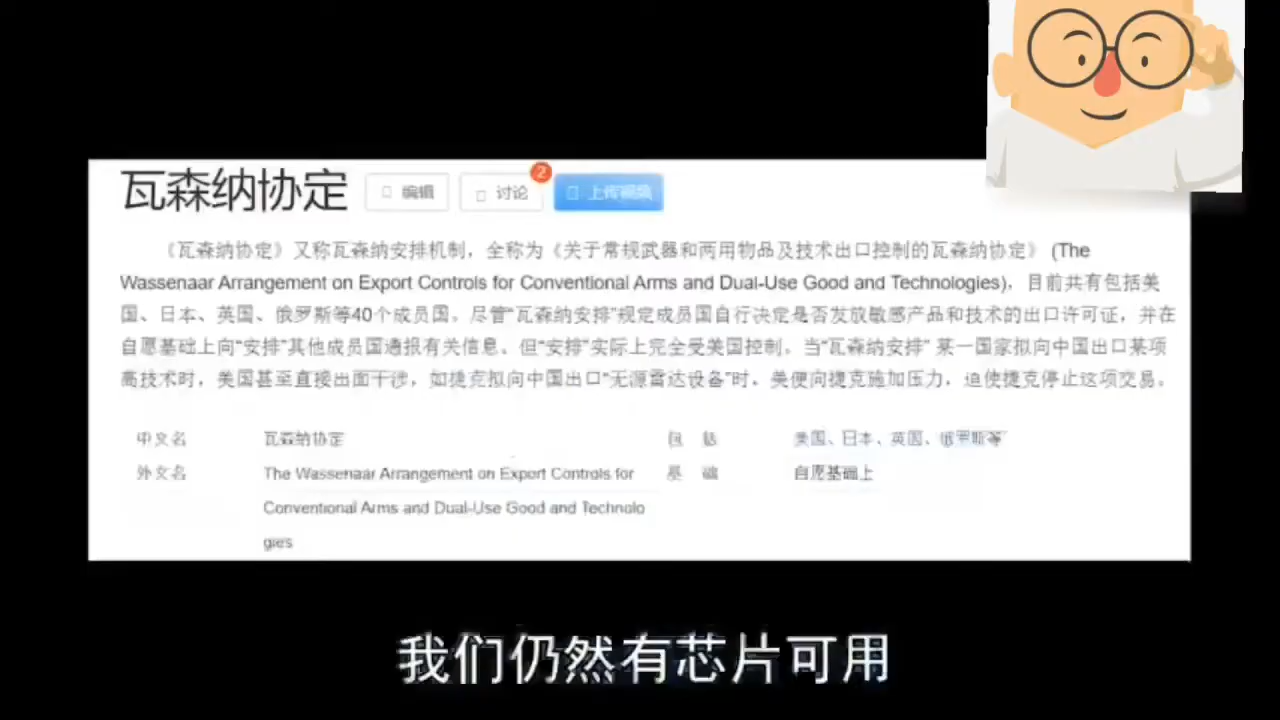 瓦森纳协定 编辑 讨论 2 上传视频
《瓦森纳协定》又称瓦森纳安排机制，全称为《关于常规武器和两用物品及技术出口控制的瓦森纳协定》 (The
Wassenaar Arrangement on Export Controls for Conventional Arms and Dual-Use Good and Technologies)，目前共有包括美
国、日本、英国、俄罗斯等40个成员国。尽管“瓦森纳安排”规定成员国自行决定是否发放敏感产品和技术的出口许可证，并在
自愿基础上向“安排”其他成员国通报有关信息。但“安排”实际上完全受美国控制。当“瓦森纳安排” 某一国家拟向中国出口某项
高技术时，美国甚至直接出面干涉，如捷克拟向中国出口“无源雷达设备”时，美便向捷克施加压力，迫使捷克停止这项交易。
中文名 瓦森纳协定 包 括 美国、日本、英国、俄罗斯等
外文名 The Wassenaar Arrangement on Export Controls for 基 础 自愿基础上
Conventional Arms and Dual-Use Good and Technolo
gies
我们仍然有芯片可用